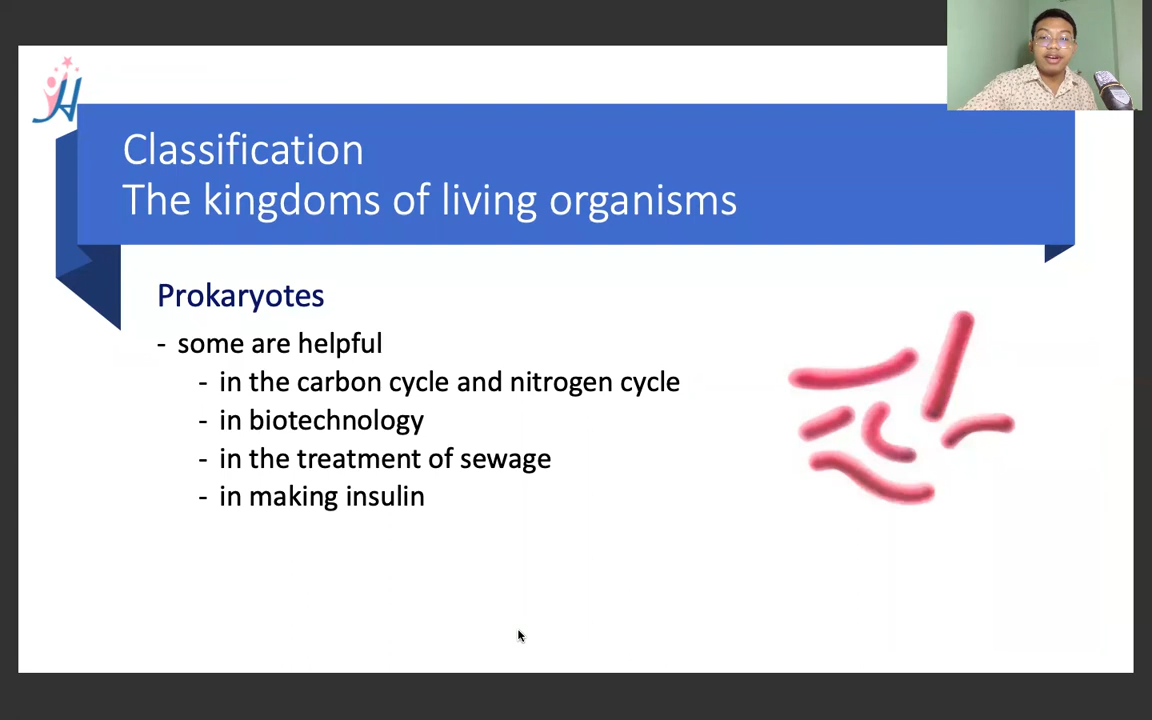 Classification
The kingdoms of living organisms
Prokaryotes
- some are helpful
- in the carbon cycle and nitrogen cycle
- in biotechnology
- in the treatment of sewage
- in making insulin